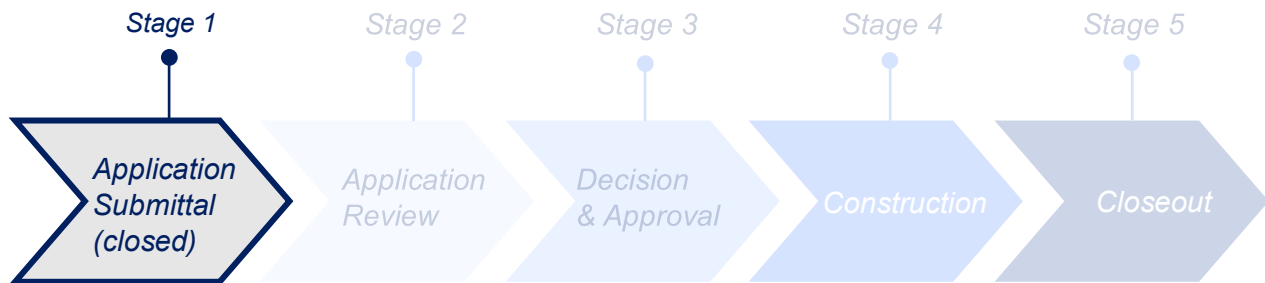 Stage 1
Stage 2
Stage 3
Stage 4
Stage 5
Application
Submittal
(closed)
Application
Review
Decision
& Approval
Construction
Closeout